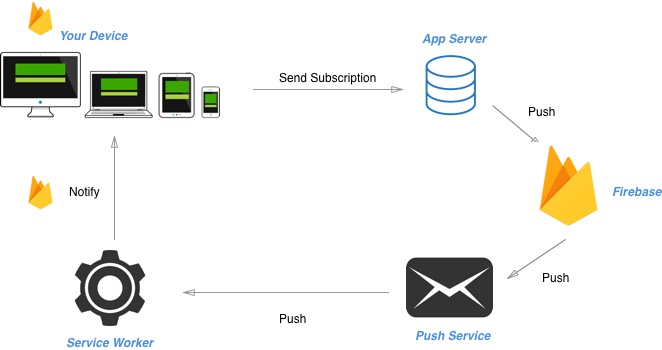 Your Device
App Server
Send Subscription
Push
Firebase
Notify
Push
Push
Service Worker
Push Service